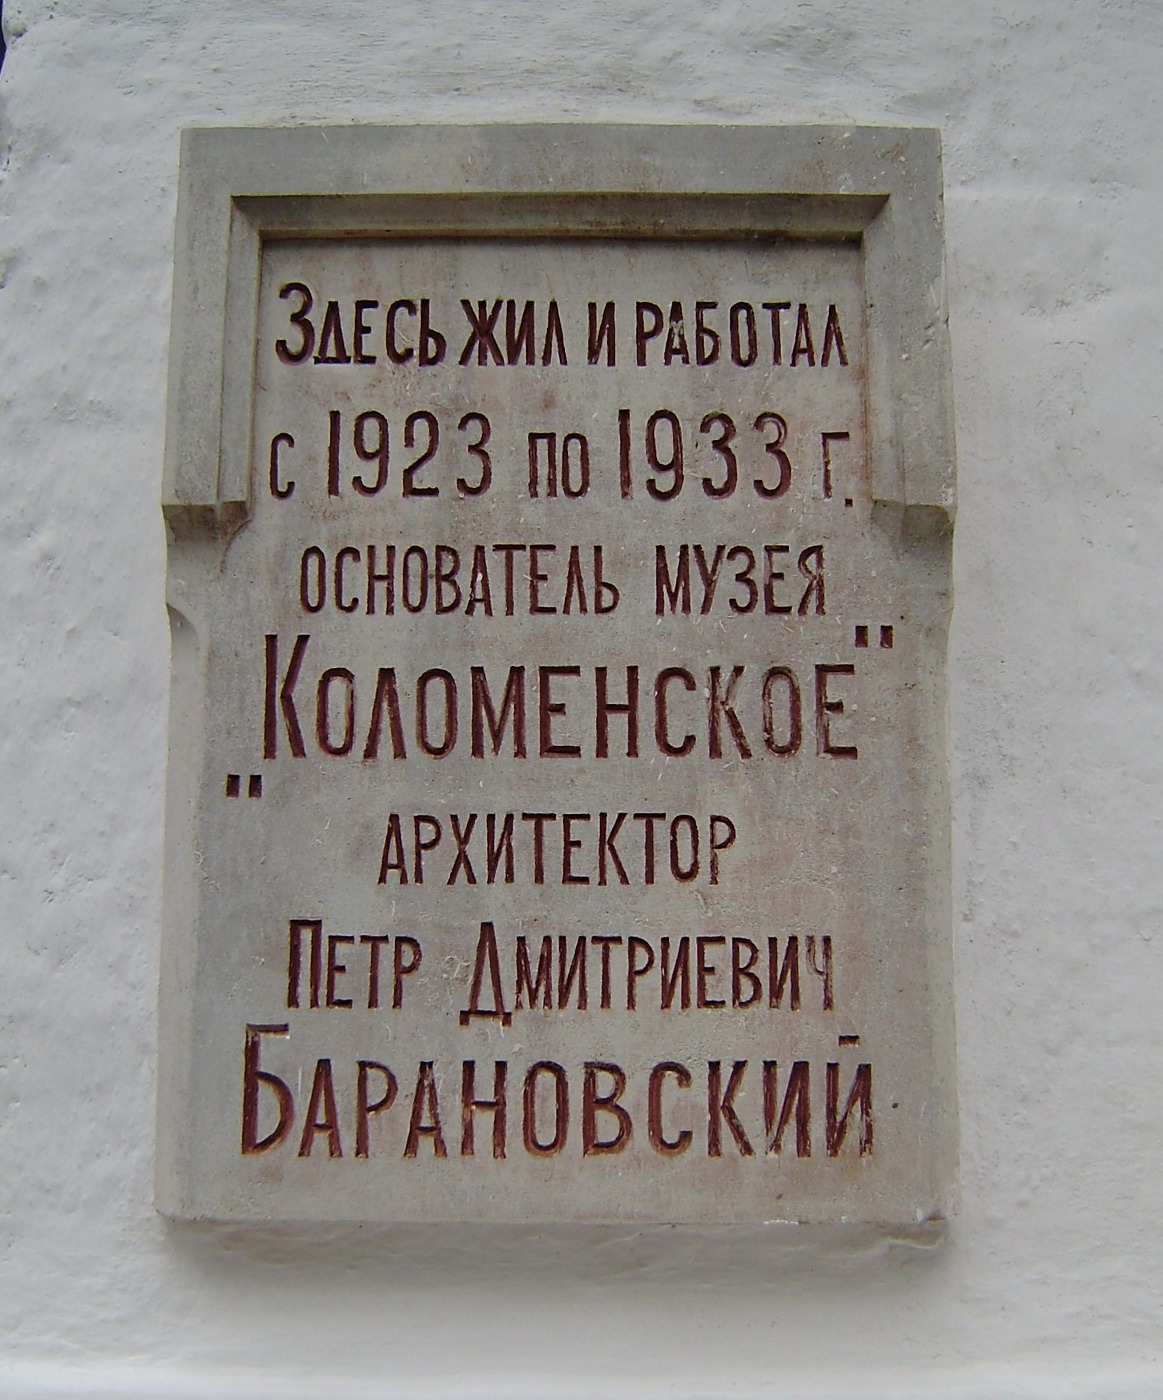 Здесь жил и работал
с 1923 по 1933 г.
основатель музея
"Коломенское"
архитектор
Петр Дмитриевич
Барановский